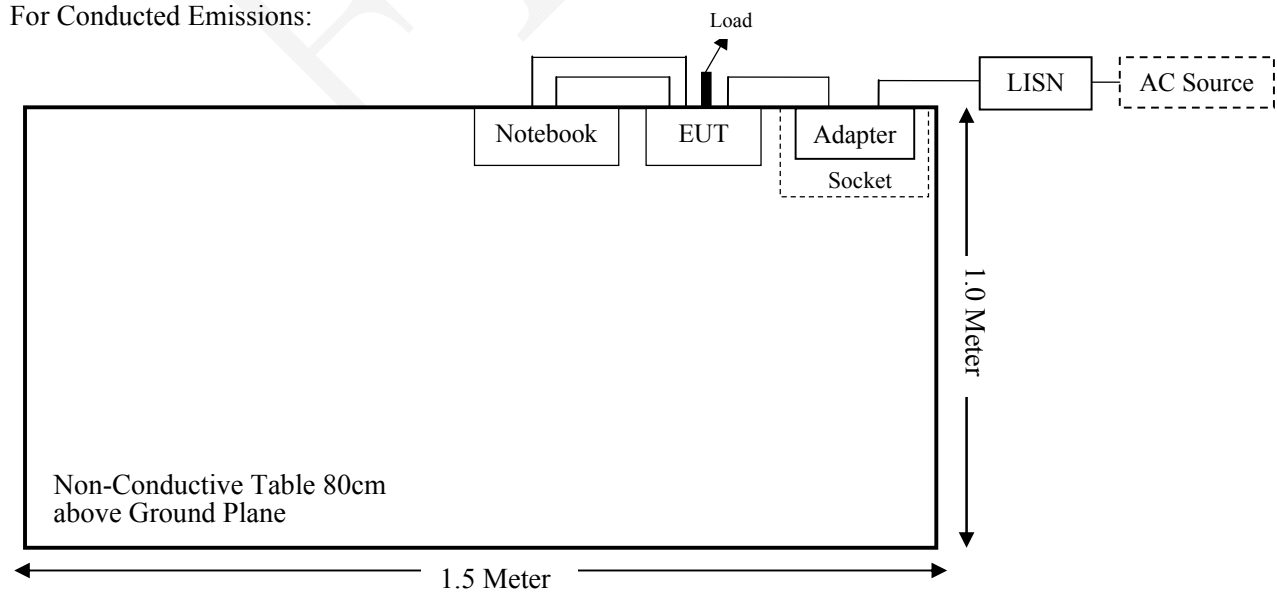 For Conducted Emissions:
Load
LISN
AC Source
Notebook
EUT
Adapter
Socket
1.0 Meter
Non-Conductive Table 80cm
above Ground Plane
1.5 Meter